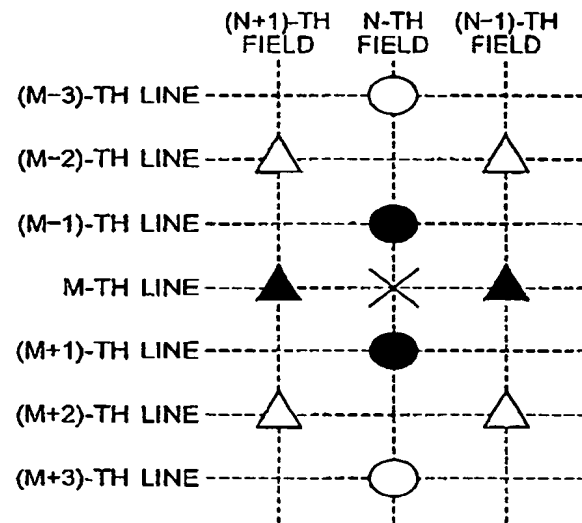 (N+1)-TH FIELD
N-TH FIELD
(N−1)-TH FIELD
(M−3)-TH LINE
(M−2)-TH LINE
(M−1)-TH LINE
M-TH LINE
(M+1)-TH LINE
(M+2)-TH LINE
(M+3)-TH LINE